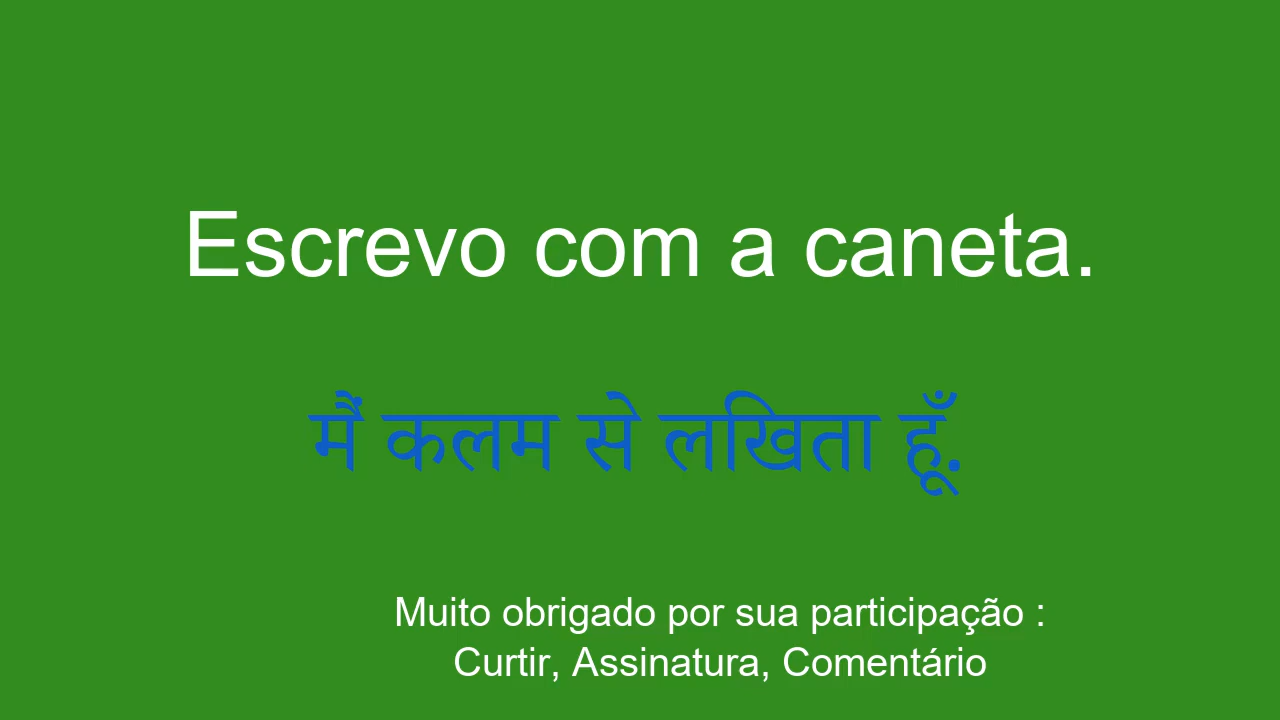 Escrevo com a caneta.
मैं कलम से लखिता हूँ.
Muito obrigado por sua participação :
Curtir, Assinatura, Comentário